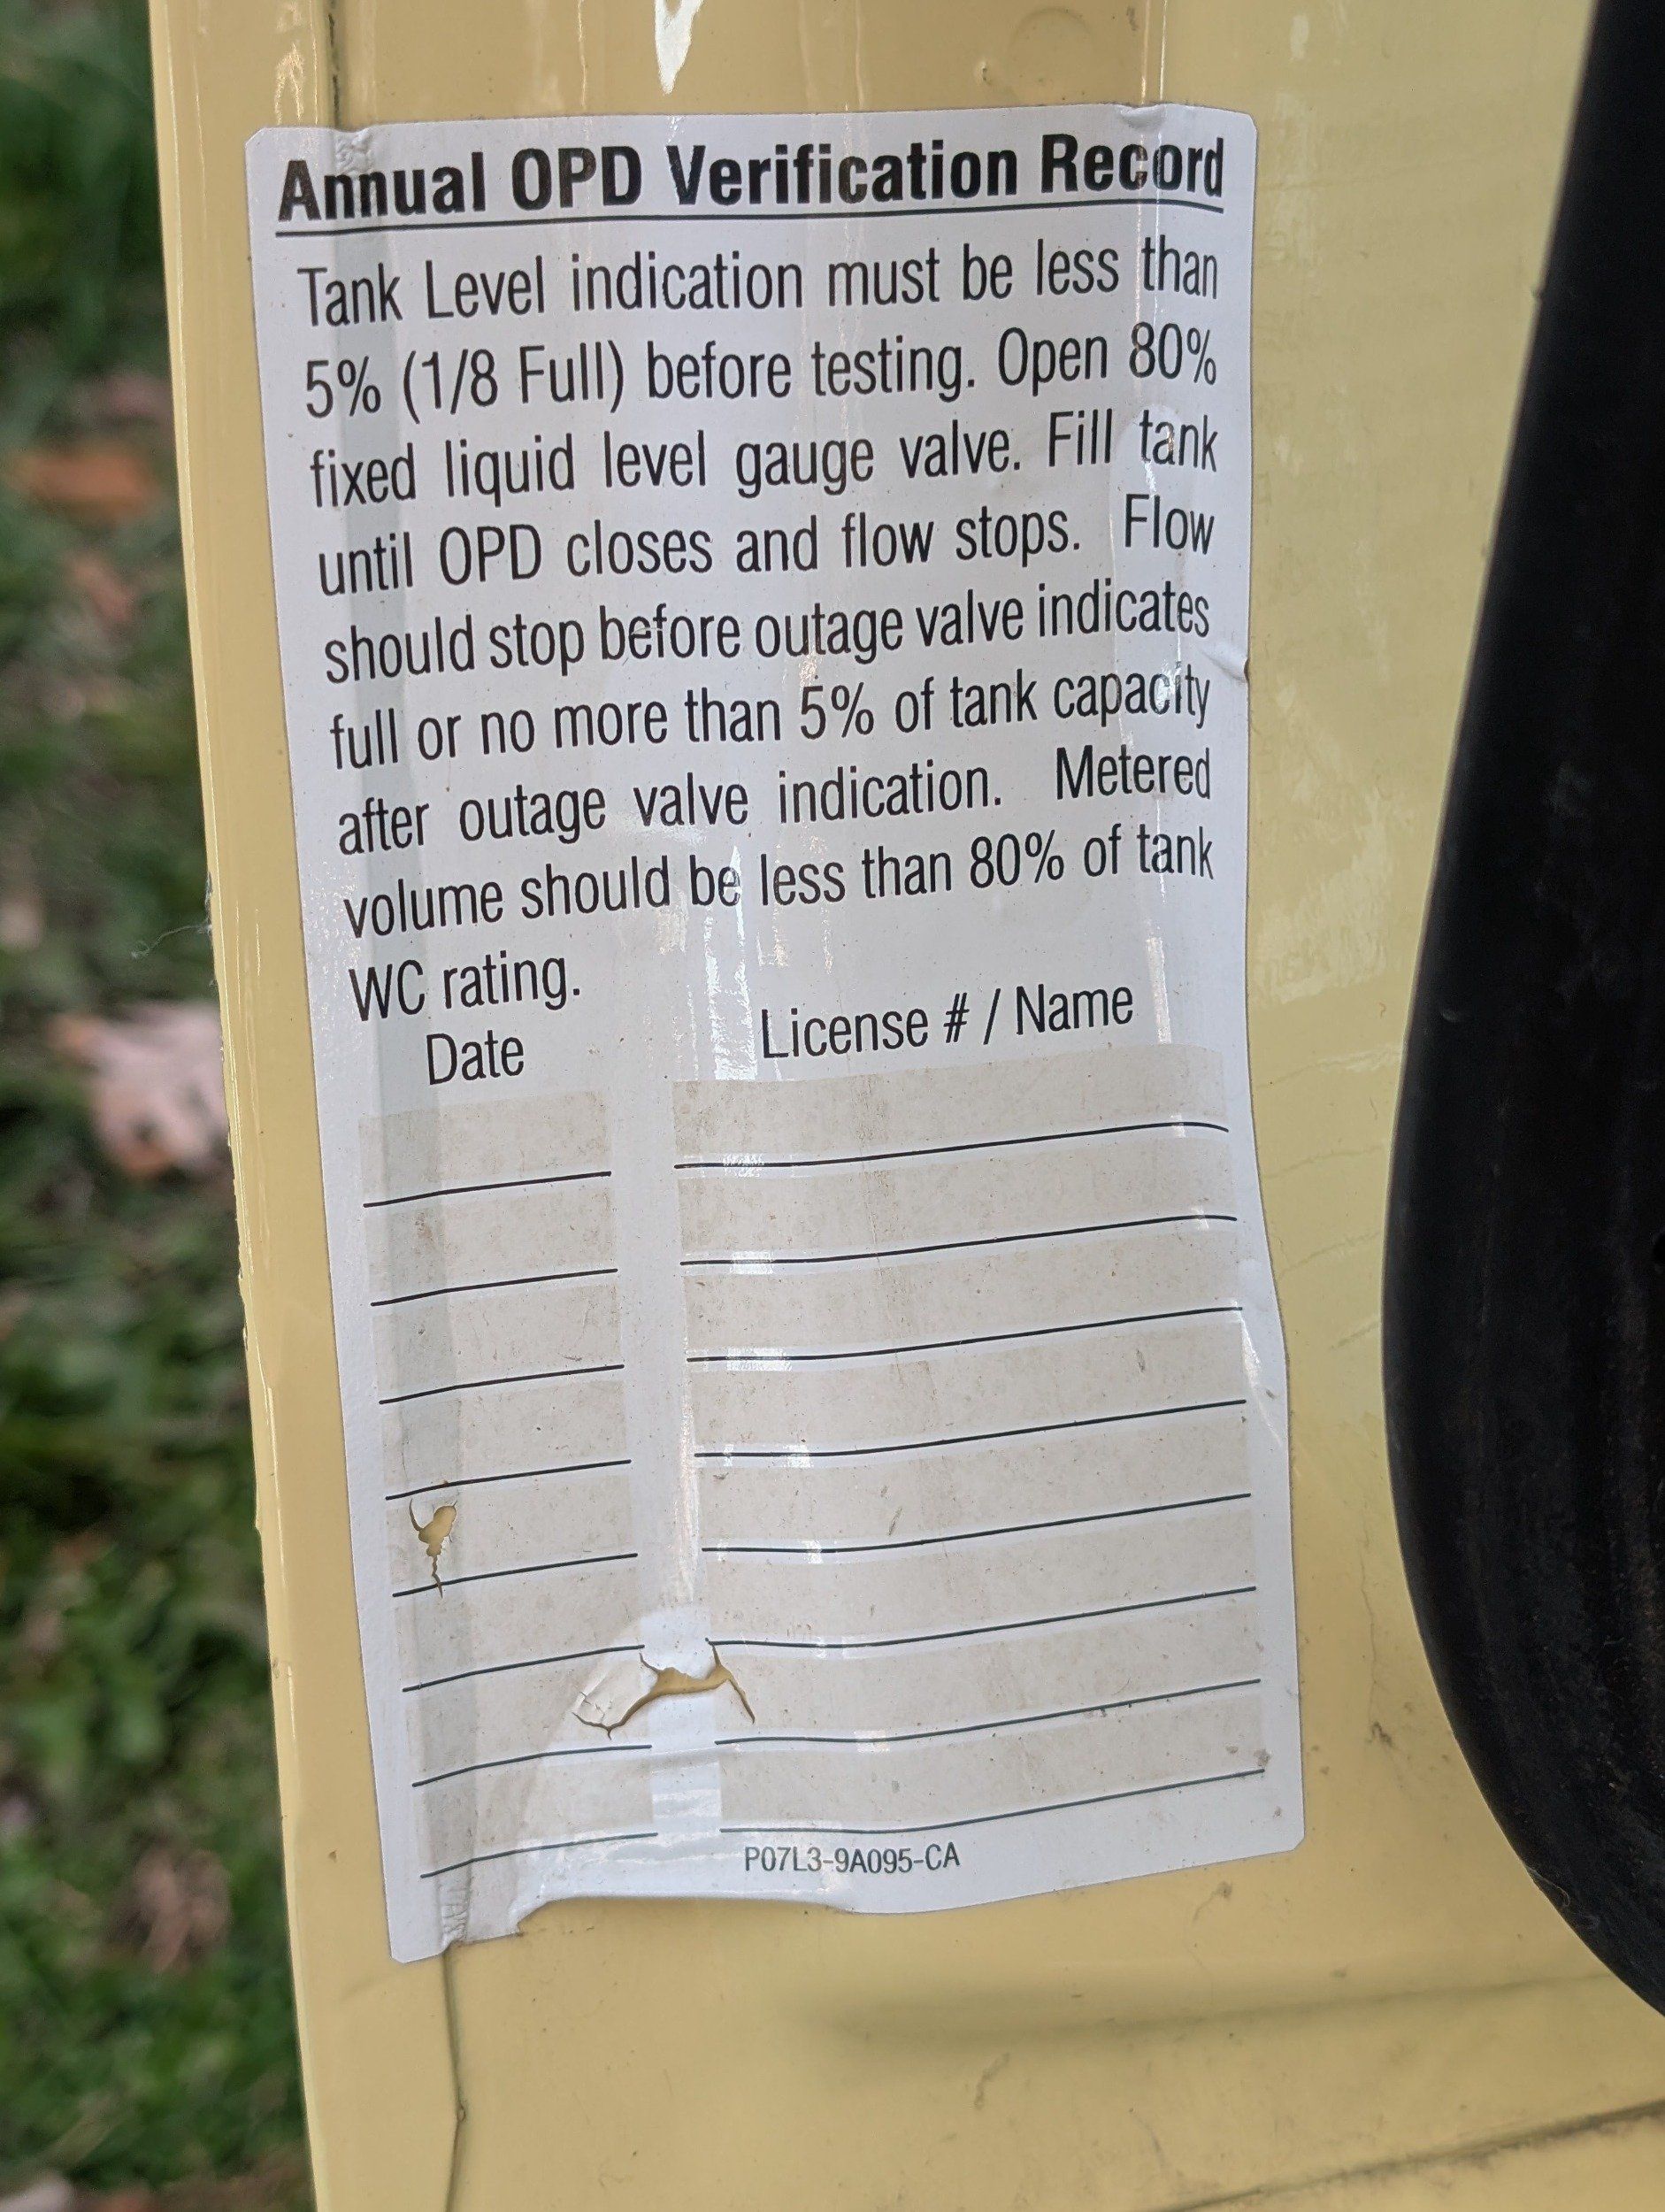 Annual OPD Verification Record
Tank Level indication must be less than
5% (1/8 Full) before testing. Open 80%
fixed liquid level gauge valve. Fill tank
until OPD closes and flow stops. Flow
should stop before outage valve indicates
full or no more than 5% of tank capacity
after outage valve indication. Metered
volume should be less than 80% of tank
WC rating.
Date License # / Name
P07L3-9A095-CA